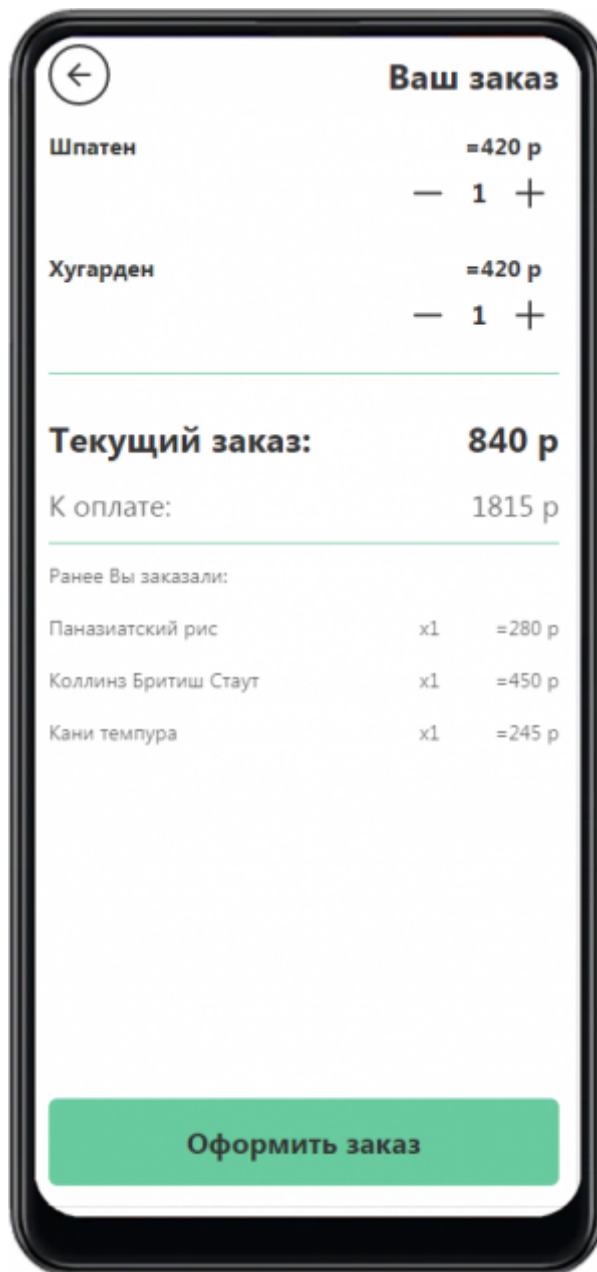 Ваш заказ
Шпатен =420 р
— 1 +
Хугарден =420 р
— 1 +
Текущий заказ: 840 р
К оплате: 1815 р
Ранее Вы заказали:
Паназиатский рис x1 =280 р
Коллинз Бритиш Стаут x1 =450 р
Кани темпура x1 =245 р
Оформить заказ